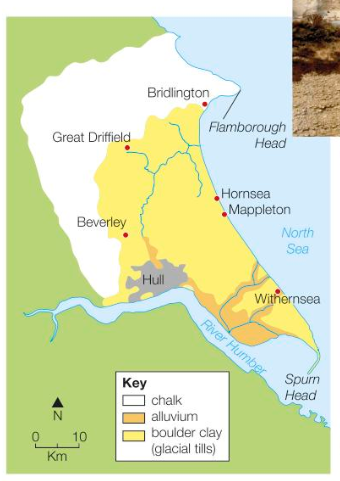 Bridlington
Flamborough
Head
Great Driffield
Hornsea
Mappleton
Beverley
North
Sea
Hull
Withernsea
River Humber
Spurn
Head
Key
chalk
alluvium
boulder clay
(glacial tills)
N
0 10
Km